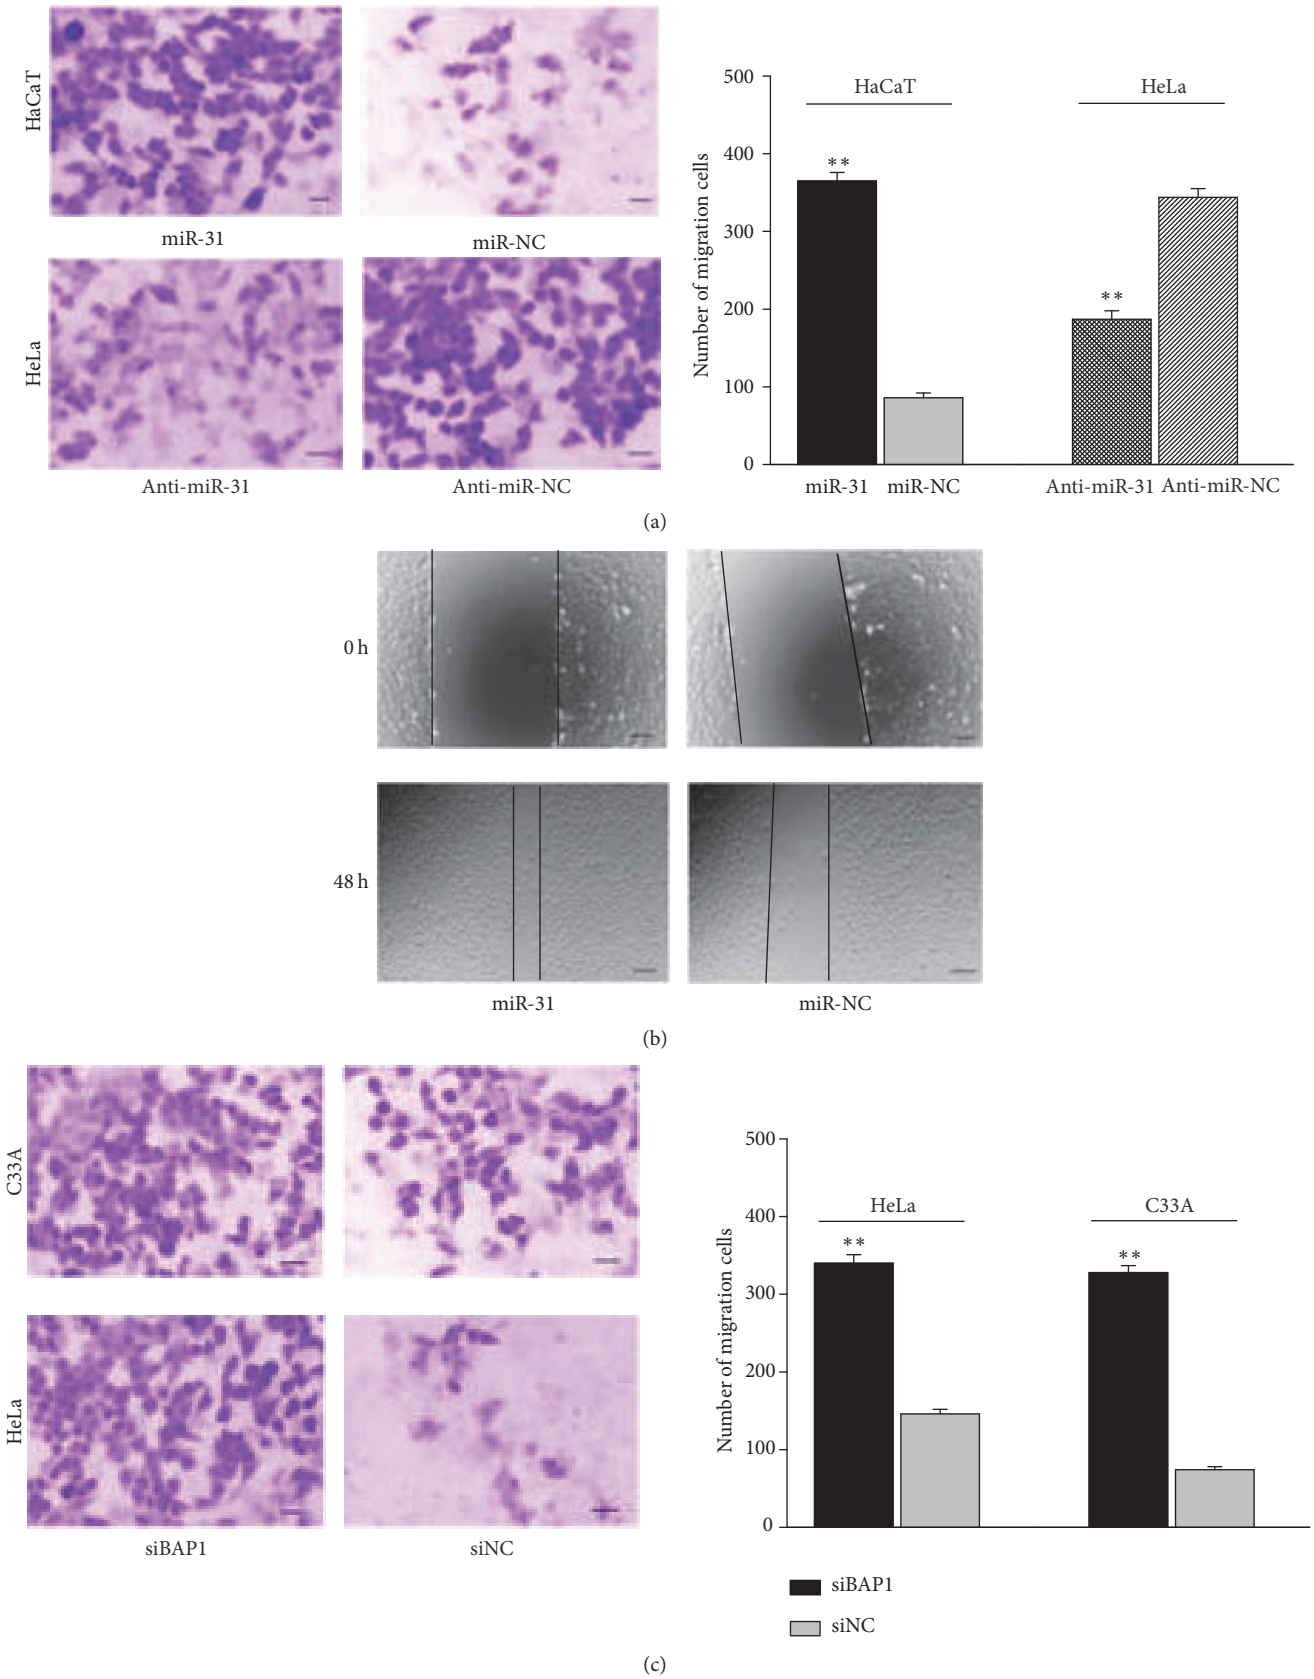 HaCaT
miR-31
miR-NC
HeLa
Anti-miR-31
Anti-miR-NC
Number of migration cells
500
400
300
200
100
0
HaCaT
HeLa
**
**
miR-31
miR-NC
Anti-miR-31
Anti-miR-NC
(a)
0 h
48 h
miR-31
miR-NC
(b)
C33A
HeLa
siBAP1
siNC
Number of migration cells
500
400
300
200
100
0
HeLa
C33A
**
**
siBAP1
siNC
(c)